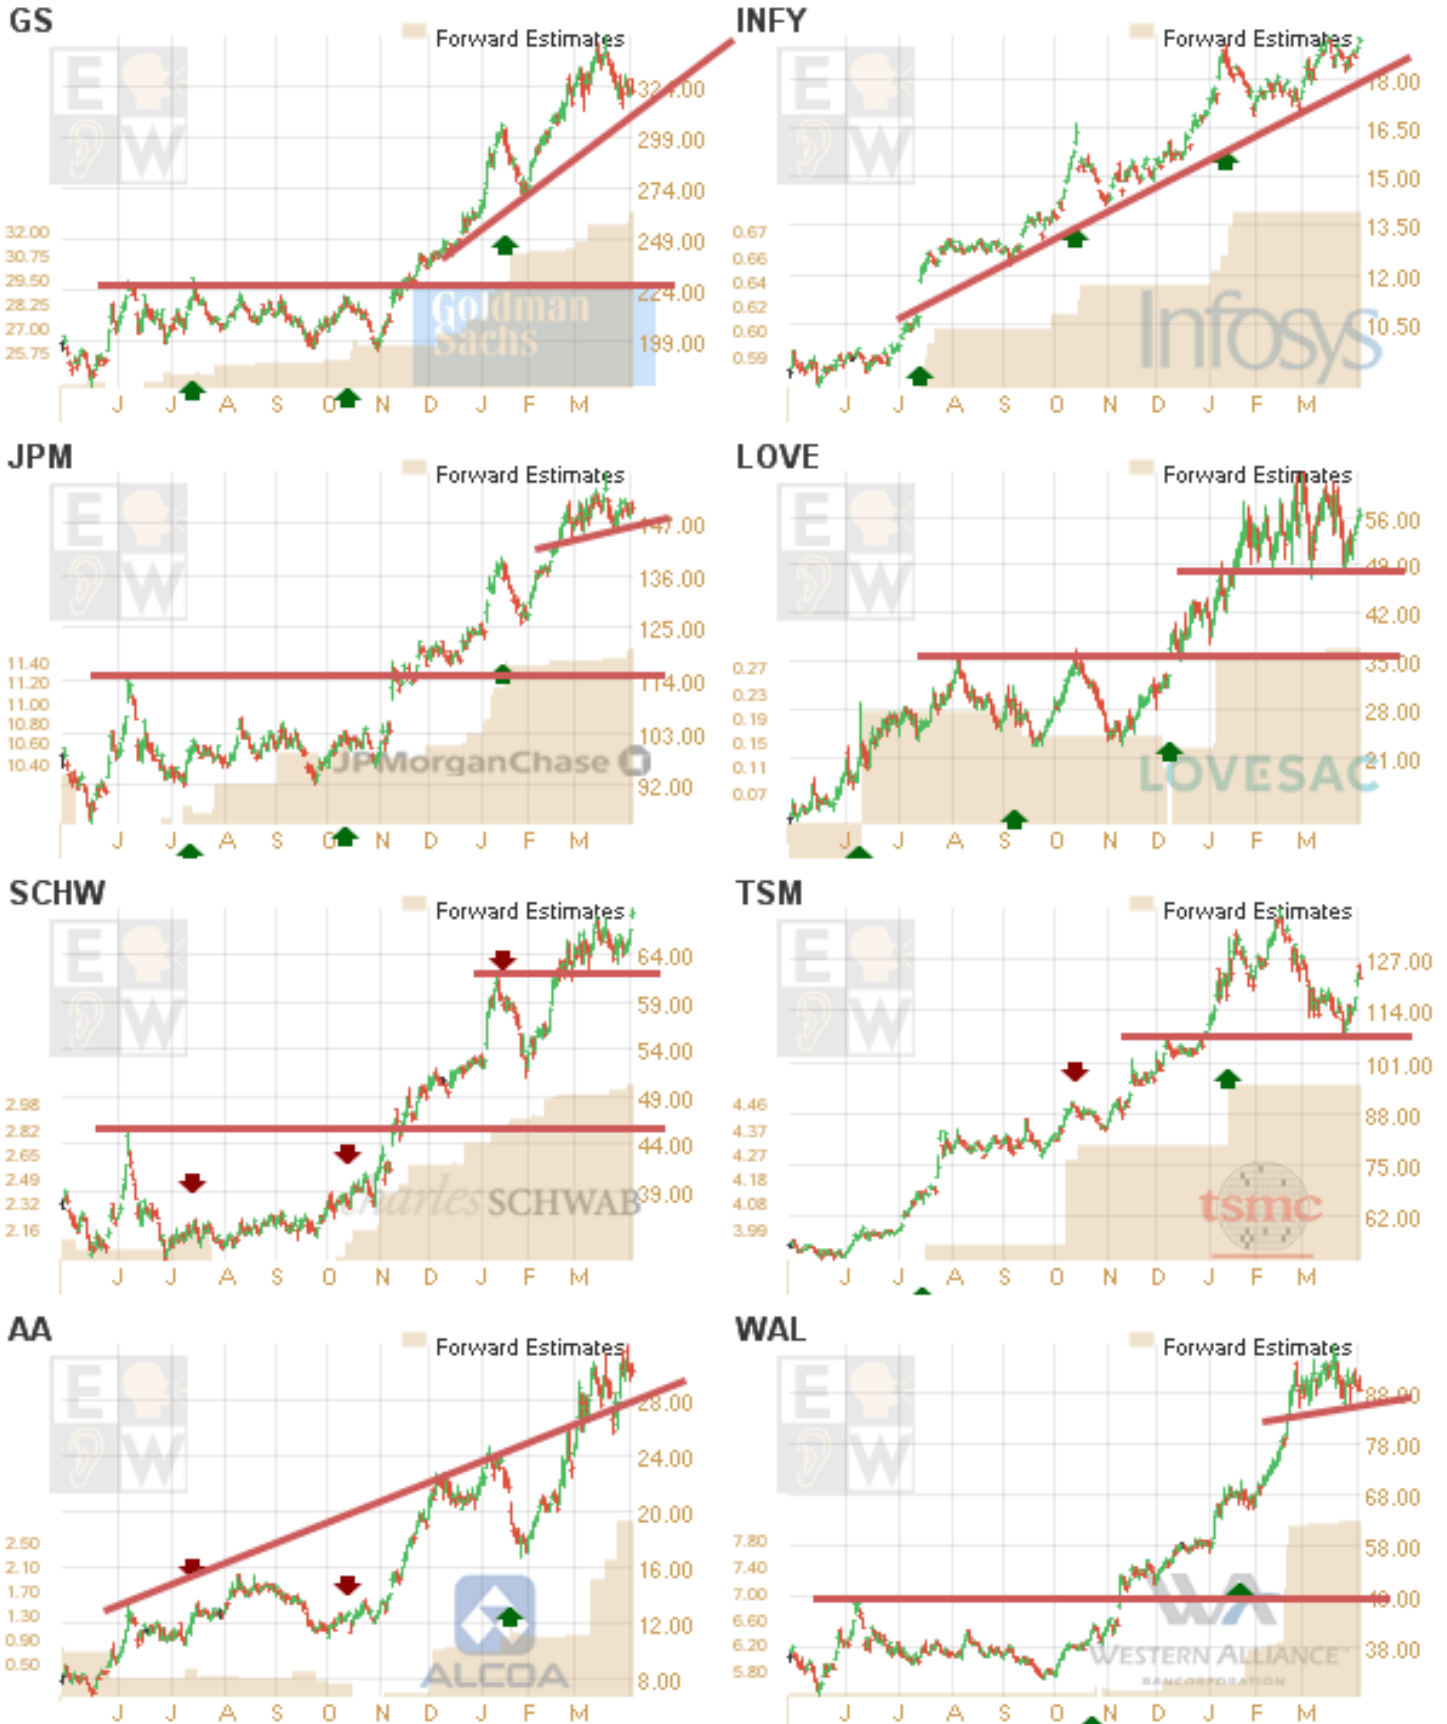 GS
Forward Estimates
E
W
324.00
299.00
274.00
249.00
224.00
199.00
32.00
30.75
29.50
28.25
27.00
25.75
Goldman
Sachs
J J A S O N D J F M
INFY
Forward Estimates
E
W
18.00
16.50
15.00
13.50
12.00
10.50
0.67
0.66
0.64
0.62
0.60
0.59
Infosys
J J A S O N D J F M
JPM
Forward Estimates
E
W
147.00
136.00
125.00
114.00
103.00
92.00
11.40
11.20
11.00
10.80
10.60
10.40
JPMorganChase
J J A S O N D J F M
LOVE
Forward Estimates
E
W
56.00
49.00
42.00
35.00
28.00
21.00
0.27
0.23
0.19
0.15
0.11
0.07
LOVESAC
J J A S O N D J F M
SCHW
Forward Estimates
E
W
64.00
59.00
54.00
49.00
44.00
39.00
2.98
2.82
2.65
2.49
2.32
2.16
charles SCHWAB
J J A S O N D J F M
TSM
Forward Estimates
E
W
127.00
114.00
101.00
88.00
75.00
62.00
4.46
4.37
4.27
4.18
4.08
3.99
tsmc
J J A S O N D J F M
AA
Forward Estimates
E
W
28.00
24.00
20.00
16.00
12.00
8.00
2.50
2.10
1.70
1.30
0.90
0.50
ALCOA
J J A S O N D J F M
WAL
Forward Estimates
E
W
88.00
78.00
68.00
58.00
48.00
38.00
7.80
7.40
7.00
6.60
6.20
5.80
WA
WESTERN ALLIANCE
BANCORPORATION
J J A S O N D J F M